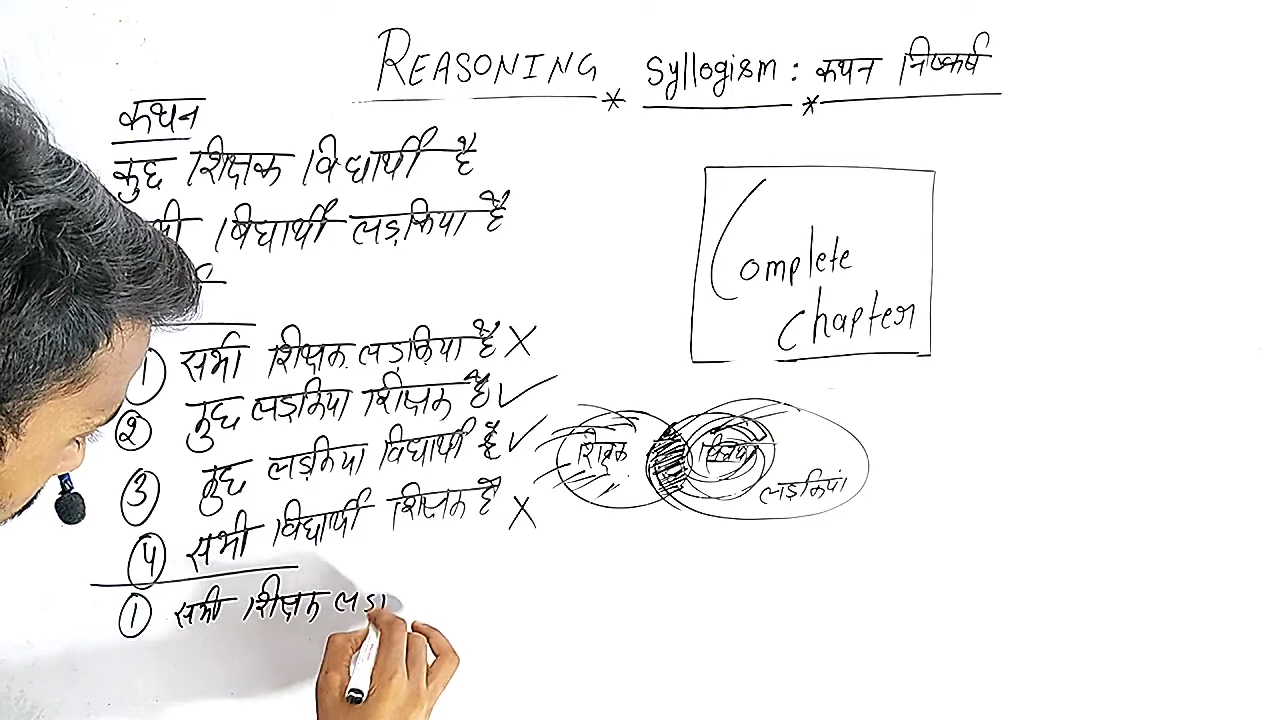 REASONING * Syllogism : कथन * निष्कर्ष
कथन
कुछ शिक्षक विद्यार्थी है
विद्यार्थी लड़किया है
① सभी शिक्षक लड़किया है ×
② कुछ लड़किया शिक्षक है ✓
③ कुछ लड़किया विद्यार्थी है ✓
④ सभी विद्यार्थी शिक्षक है ×
① सभी शिक्षक लड़
Complete
Chapter
शिक्षक
लड़कियां